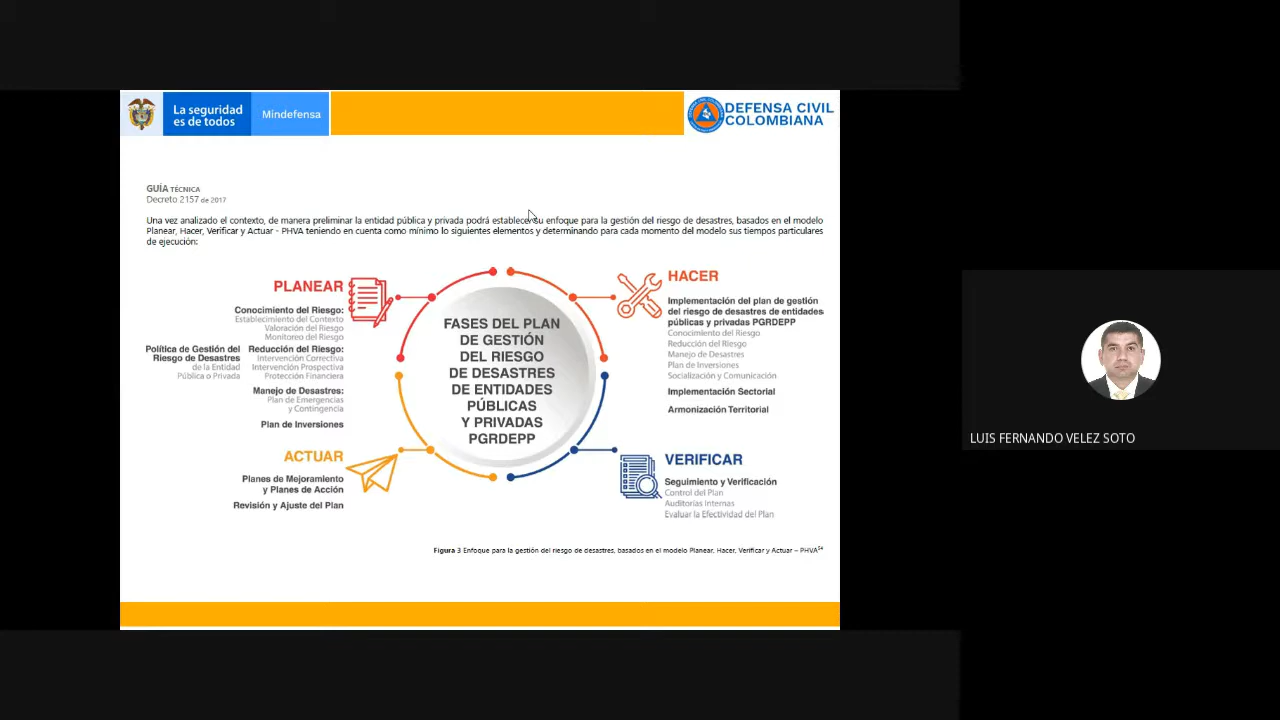 La seguridad
es de todos
Mindefensa
DEFENSA CIVIL
COLOMBIANA
GUÍA TÉCNICA
Decreto 2157 de 2017
Una vez analizado el contexto, de manera preliminar la entidad pública y privada podrá establecer su enfoque para la gestión del riesgo de desastres, basados en el modelo
Planear, Hacer, Verificar y Actuar - PHVA teniendo en cuenta como mínimo lo siguientes elementos y determinando para cada momento del modelo sus tiempos particulares
de ejecución:
PLANEAR
Conocimiento del Riesgo:
Establecimiento del Contexto
Valoración del Riesgo
Monitoreo del Riesgo
Política de Gestión del
Riesgo de Desastres
de la Entidad
Pública o Privada
Reducción del Riesgo:
Intervención Correctiva
Intervención Prospectiva
Protección Financiera
Manejo de Desastres:
Plan de Emergencias
y Contingencia
Plan de Inversiones
FASES DEL PLAN
DE GESTIÓN
DEL RIESGO
DE DESASTRES
DE ENTIDADES
PÚBLICAS
Y PRIVADAS
PGRDEPP
HACER
Implementación del plan de gestión
del riesgo de desastres de entidades
públicas y privadas PGRDEPP
Conocimiento del Riesgo
Reducción del Riesgo
Manejo de Desastres
Plan de Inversiones
Socialización y Comunicación
Implementación Sectorial
Armonización Territorial
ACTUAR
Planes de Mejoramiento
y Planes de Acción
Revisión y Ajuste del Plan
VERIFICAR
Seguimiento y Verificación
Control del Plan
Auditorías Internas
Evaluar la Efectividad del Plan
Figura 3 Enfoque para la gestión del riesgo de desastres, basados en el modelo Planear, Hacer, Verificar y Actuar – PHVA54
LUIS FERNANDO VELEZ SOTO